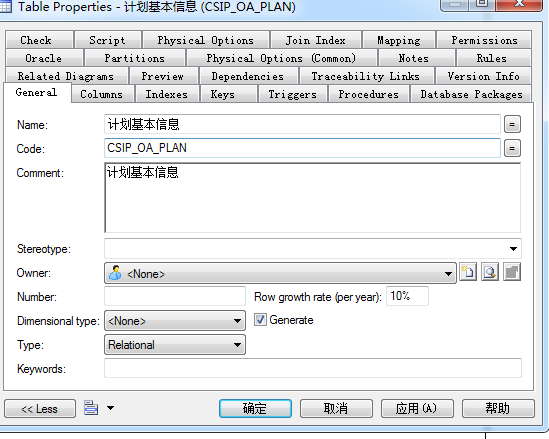 Table Properties - 计划基本信息 (CSIP_OA_PLAN)
Check Script Physical Options Join Index Mapping Permissions
Oracle Partitions Physical Options (Common) Notes Rules
Related Diagrams Preview Dependencies Traceability Links Version Info
General Columns Indexes Keys Triggers Procedures Database Packages
Name: 计划基本信息 =
Code: CSIP_OA_PLAN =
Comment: 计划基本信息
Stereotype:
Owner: <None>
Number: Row growth rate (per year): 10%
Dimensional type: <None> Generate
Type: Relational
Keywords:
<< Less 确定 取消 应用(A) 帮助